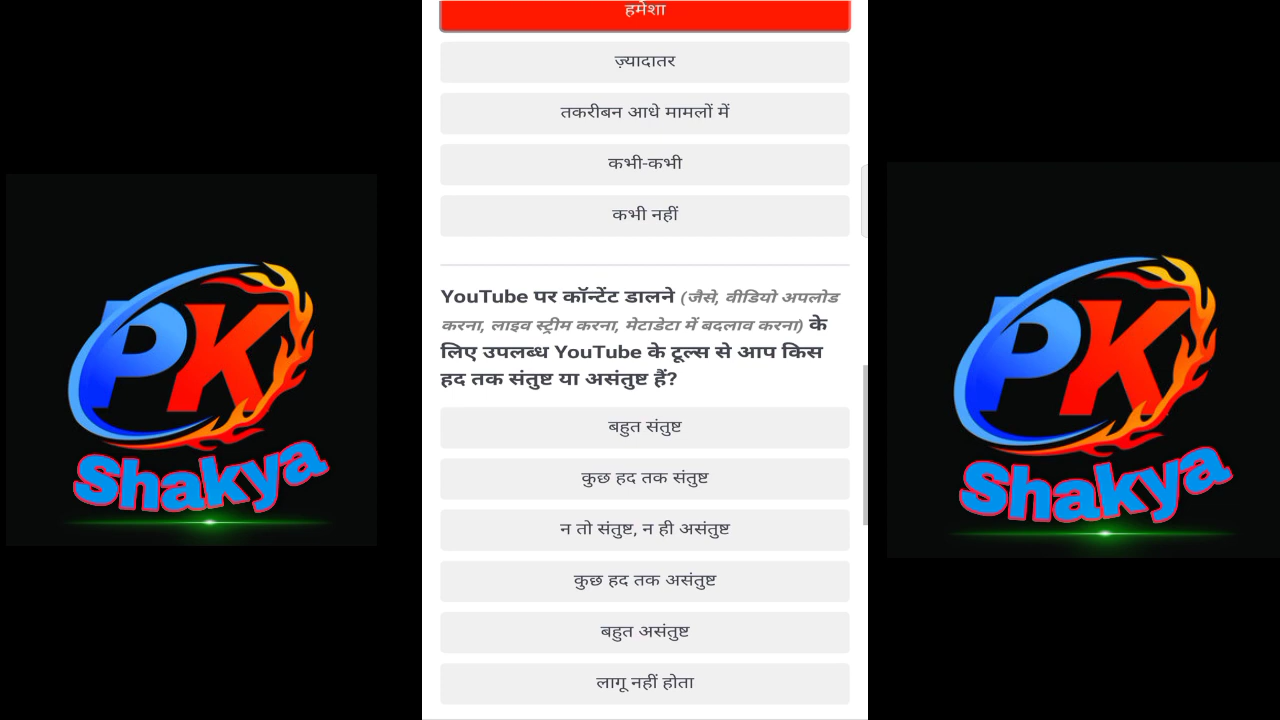 हमेशा
ज़्यादातर
तकरीबन आधे मामलों में
कभी-कभी
कभी नहीं
YouTube पर कॉन्टेंट डालने (जैसे, वीडियो अपलोड
करना, लाइव स्ट्रीम करना, मेटाडेटा में बदलाव करना) के
लिए उपलब्ध YouTube के टूल्स से आप किस
हद तक संतुष्ट या असंतुष्ट हैं?
बहुत संतुष्ट
कुछ हद तक संतुष्ट
न तो संतुष्ट, न ही असंतुष्ट
कुछ हद तक असंतुष्ट
बहुत असंतुष्ट
लागू नहीं होता
PK
Shakya
PK
Shakya